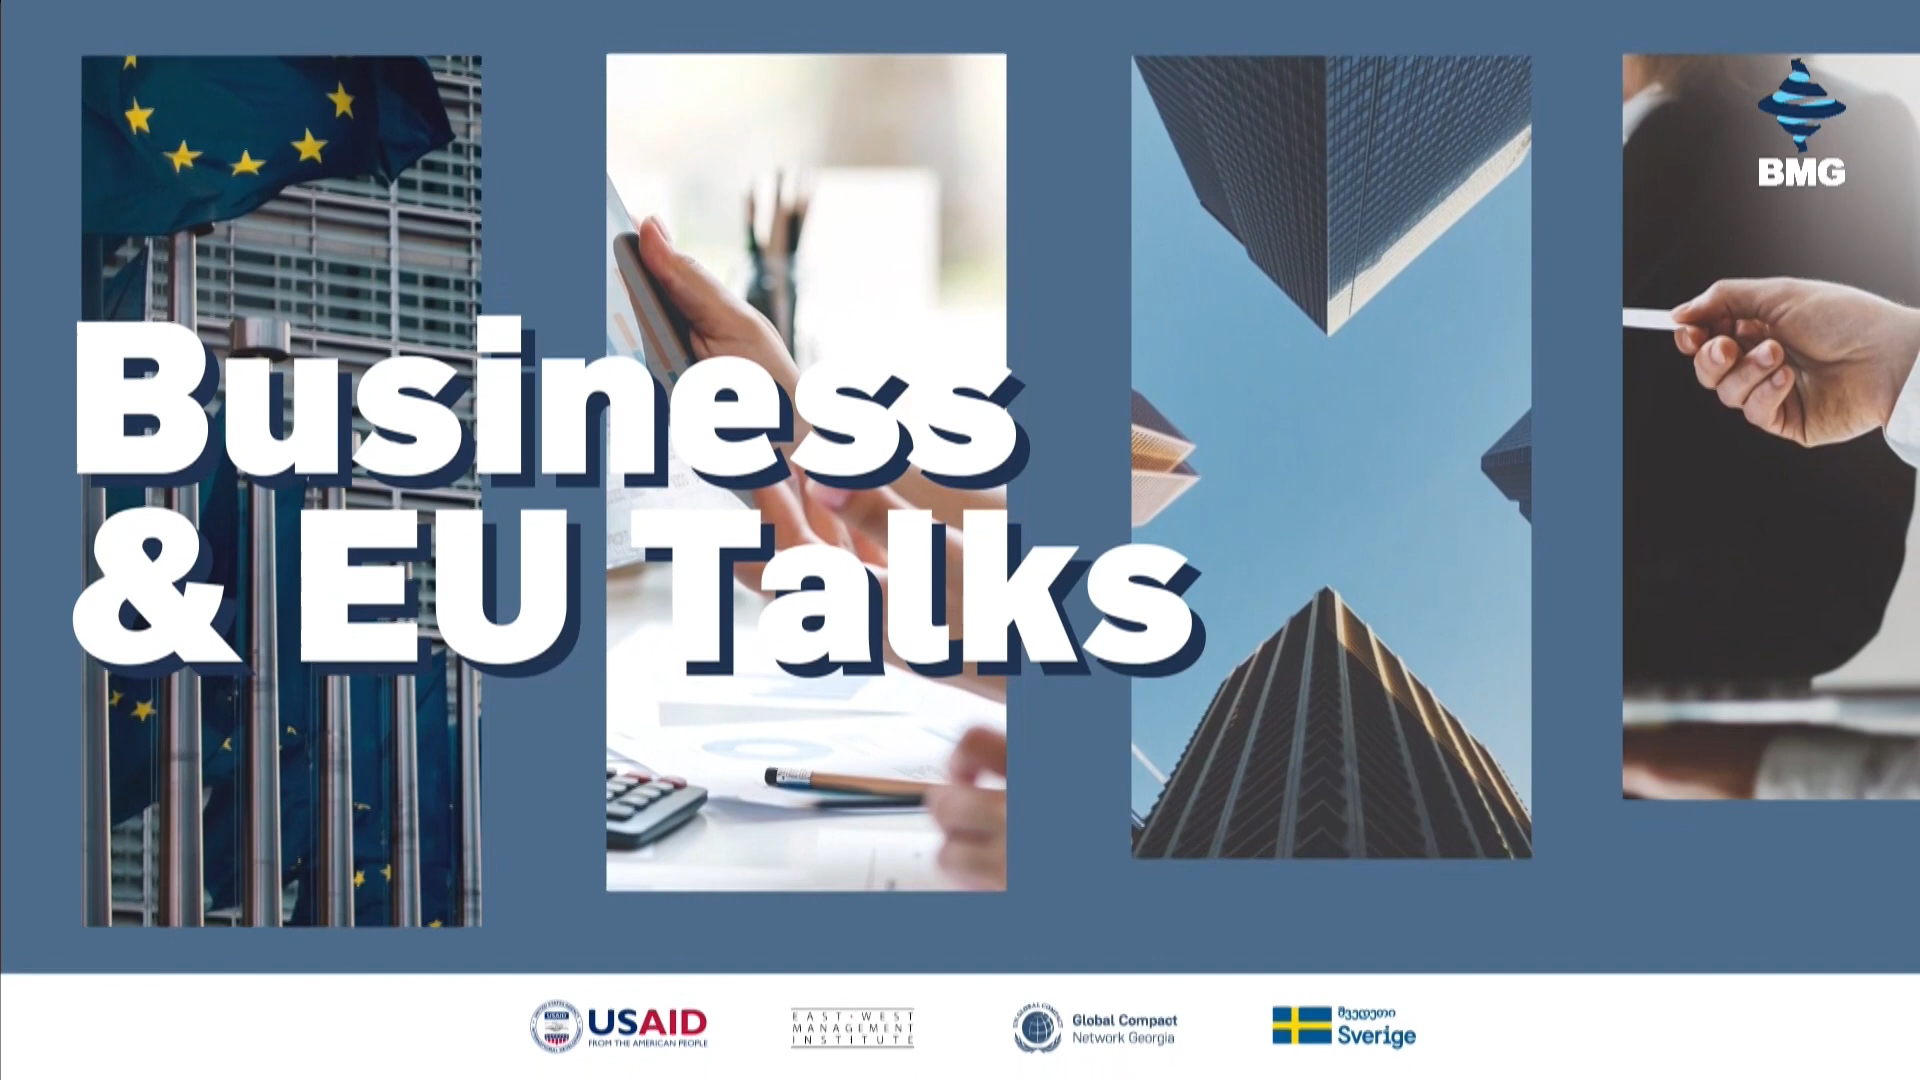 BMG
Business
& EU Talks
USAID
FROM THE AMERICAN PEOPLE
EAST-WEST
MANAGEMENT
INSTITUTE
Global Compact
Network Georgia
შვედეთი
Sverige